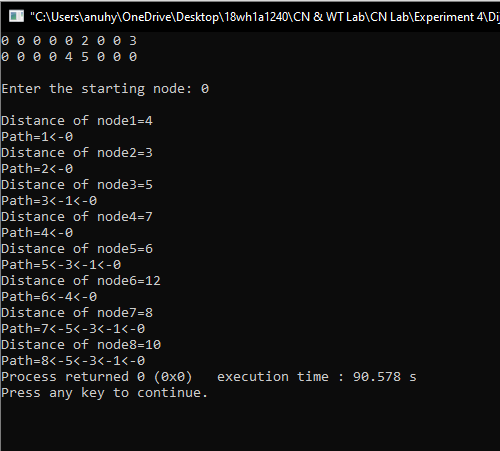 "C:\Users\anuhy\OneDrive\Desktop\18wh1a1240\CN & WT Lab\CN Lab\Experiment 4\Di
0 0 0 0 0 2 0 0 3
0 0 0 0 4 5 0 0 0
Enter the starting node: 0
Distance of node1=4
Path=1<-0
Distance of node2=3
Path=2<-0
Distance of node3=5
Path=3<-1<-0
Distance of node4=7
Path=4<-0
Distance of node5=6
Path=5<-3<-1<-0
Distance of node6=12
Path=6<-4<-0
Distance of node7=8
Path=7<-5<-3<-1<-0
Distance of node8=10
Path=8<-5<-3<-1<-0
Process returned 0 (0x0)   execution time : 90.578 s
Press any key to continue.